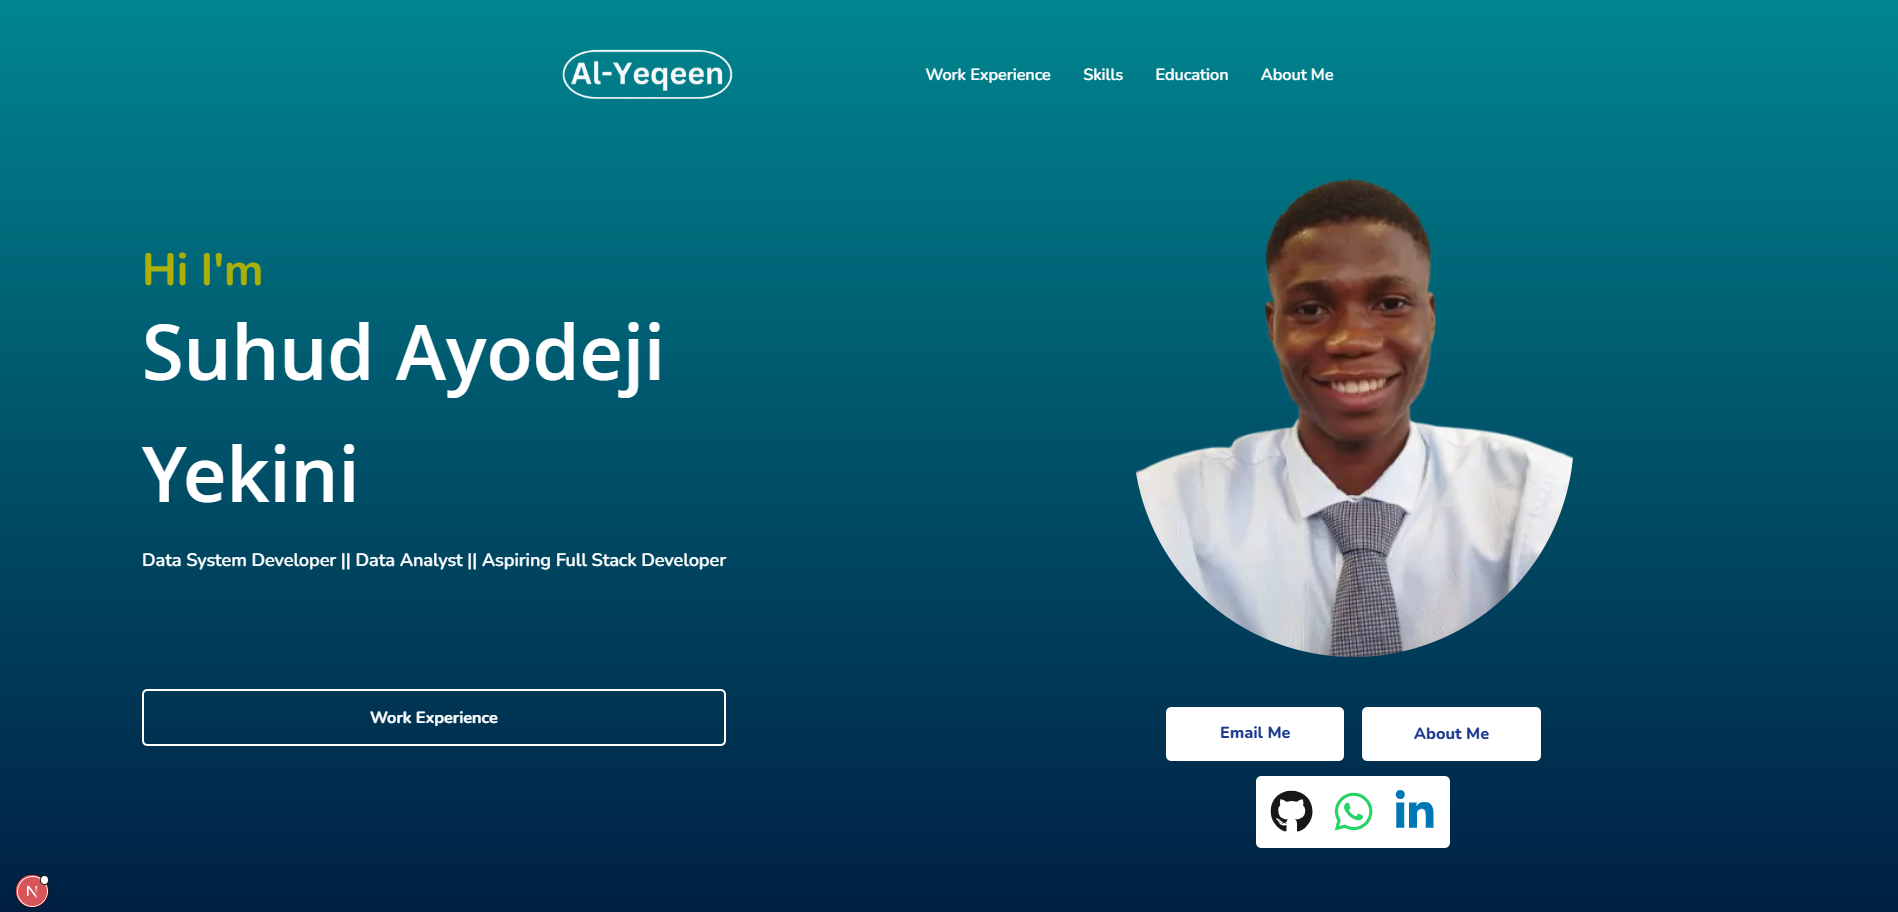 Al-Yeqeen
Work Experience Skills Education About Me
Hi I'm
Suhud Ayodeji
Yekini
Data System Developer || Data Analyst || Aspiring Full Stack Developer
Work Experience
Email Me About Me
in
N